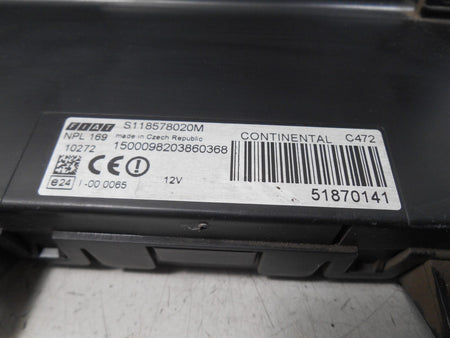 FIAT S118578020M
NPL 169 made in Czech Republic CONTINENTAL C472
10272 1500098203860368
CE
e24 I-00 0065 12V 51870141